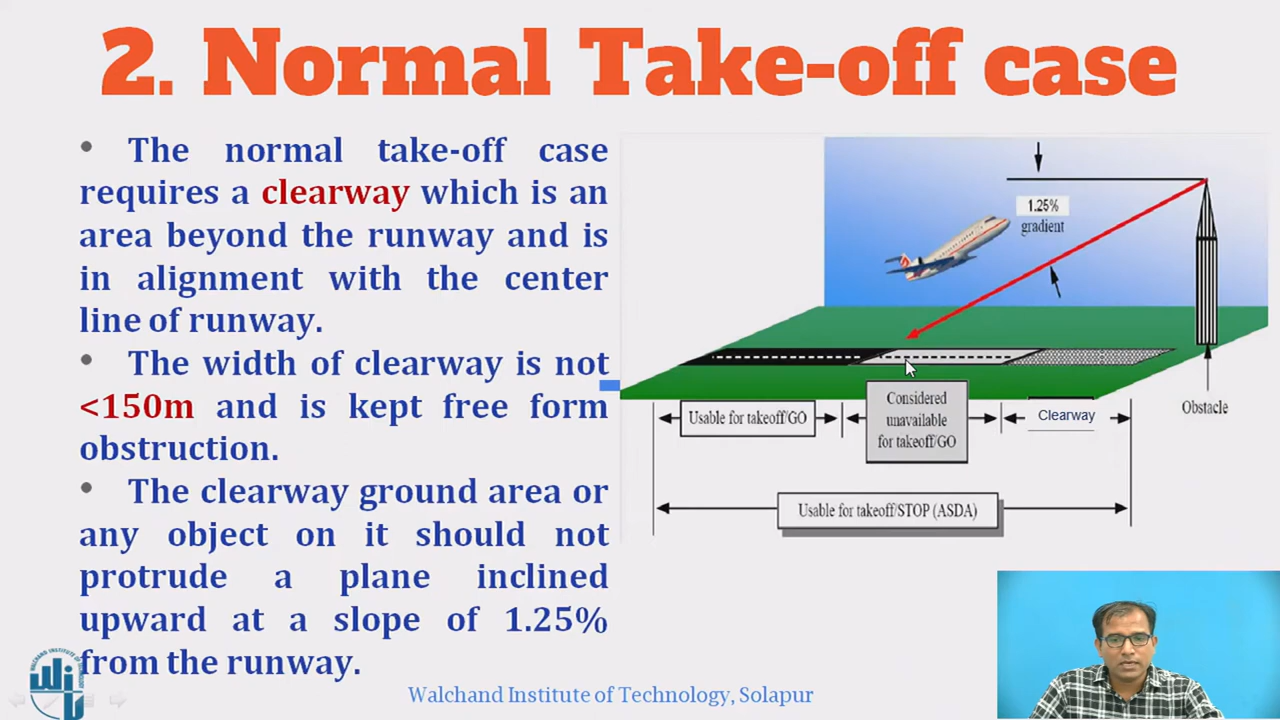 2. Normal Take-off case
• The normal take-off case
requires a clearway which is an
area beyond the runway and is
in alignment with the center
line of runway.
• The width of clearway is not
<150m and is kept free form
obstruction.
• The clearway ground area or
any object on it should not
protrude a plane inclined
upward at a slope of 1.25%
from the runway.
1.25%
gradient
Usable for takeoff/GO
Considered
unavailable
for takeoff/GO
Clearway
Obstacle
Usable for takeoff/STOP (ASDA)
Walchand Institute of Technology, Solapur